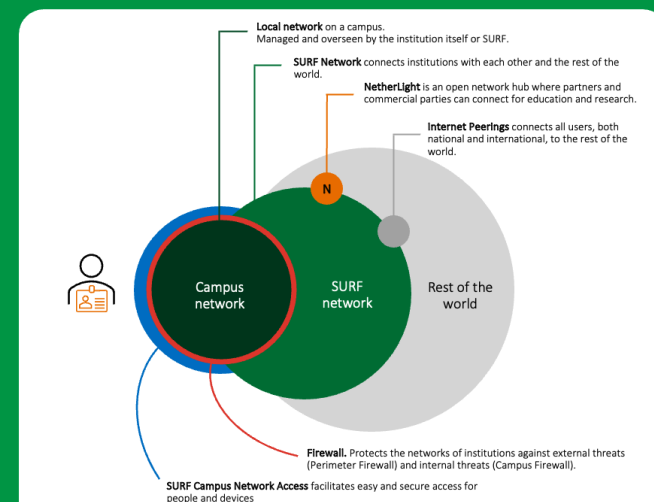 Local network on a campus.
Managed and overseen by the institution itself or SURF.
SURF Network connects institutions with each other and the rest of the
world.
NetherLight is an open network hub where partners and
commercial parties can connect for education and research.
Internet Peerings connects all users, both
national and international, to the rest of the
world.
N
Campus
network
SURF
network
Rest of the
world
Firewall. Protects the networks of institutions against external threats
(Perimeter Firewall) and internal threats (Campus Firewall).
SURF Campus Network Access facilitates easy and secure access for
people and devices